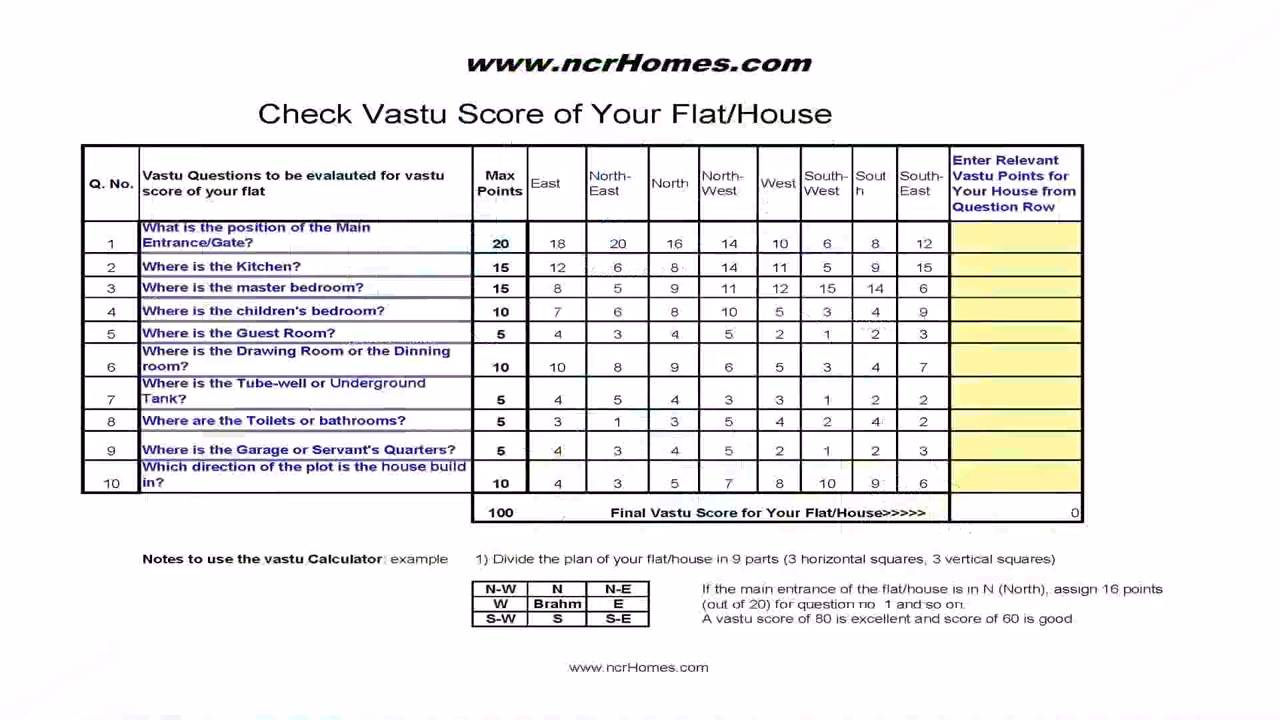 www.ncrHomes.com
Check Vastu Score of Your Flat/House
Q. No. Vastu Questions to be evalauted for vastu score of your flat Max Points East North-East North North-West West South-West Sout h South-East Enter Relevant Vastu Points for Your House from Question Row
1 What is the position of the Main Entrance/Gate? 20 18 20 16 14 10 6 8 12
2 Where is the Kitchen? 15 12 6 8 14 11 5 9 15
3 Where is the master bedroom? 15 8 5 9 11 12 15 14 6
4 Where is the children's bedroom? 10 7 6 8 10 5 3 4 9
5 Where is the Guest Room? 5 4 3 4 5 2 1 2 3
6 Where is the Drawing Room or the Dinning room? 10 10 8 9 6 5 3 4 7
7 Where is the Tube-well or Underground Tank? 5 4 5 4 3 3 1 2 2
8 Where are the Toilets or bathrooms? 5 3 1 3 5 4 2 4 2
9 Where is the Garage or Servant's Quarters? 5 4 3 4 5 2 1 2 3
10 Which direction of the plot is the house build in? 10 4 3 5 7 8 10 9 6
100 Final Vastu Score for Your Flat/House>>>>> 0
Notes to use the vastu Calculator: example 1) Divide the plan of your flat/house in 9 parts (3 horizontal squares, 3 vertical squares)
N-W N N-E
W Brahm E
S-W S S-E
If the main entrance of the flat/house is in N (North), assign 16 points
(out of 20) for question no. 1 and so on.
A vastu score of 80 is excellent and score of 60 is good
www.ncrHomes.com